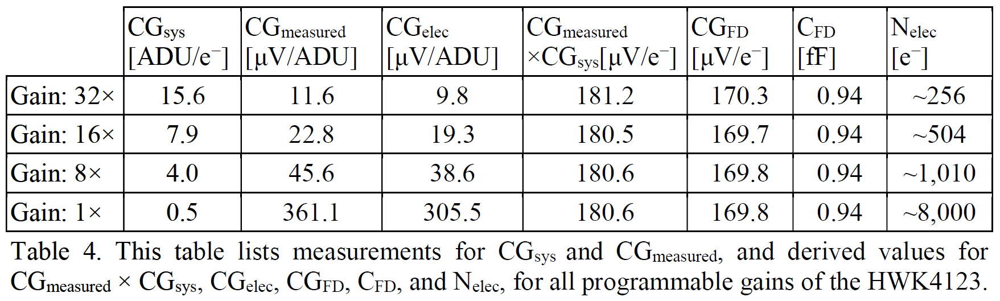 CGsys CGmeasured CGelec CGmeasured CGFD CFD Nelec
[ADU/e⁻] [μV/ADU] [μV/ADU] ×CGsys[μV/e⁻] [μV/e⁻] [fF] [e⁻]
Gain: 32× 15.6 11.6 9.8 181.2 170.3 0.94 ~256
Gain: 16× 7.9 22.8 19.3 180.5 169.7 0.94 ~504
Gain: 8× 4.0 45.6 38.6 180.6 169.8 0.94 ~1,010
Gain: 1× 0.5 361.1 305.5 180.6 169.8 0.94 ~8,000
Table 4. This table lists measurements for CGsys and CGmeasured, and derived values for
CGmeasured × CGsys, CGelec, CGFD, CFD, and Nelec, for all programmable gains of the HWK4123.